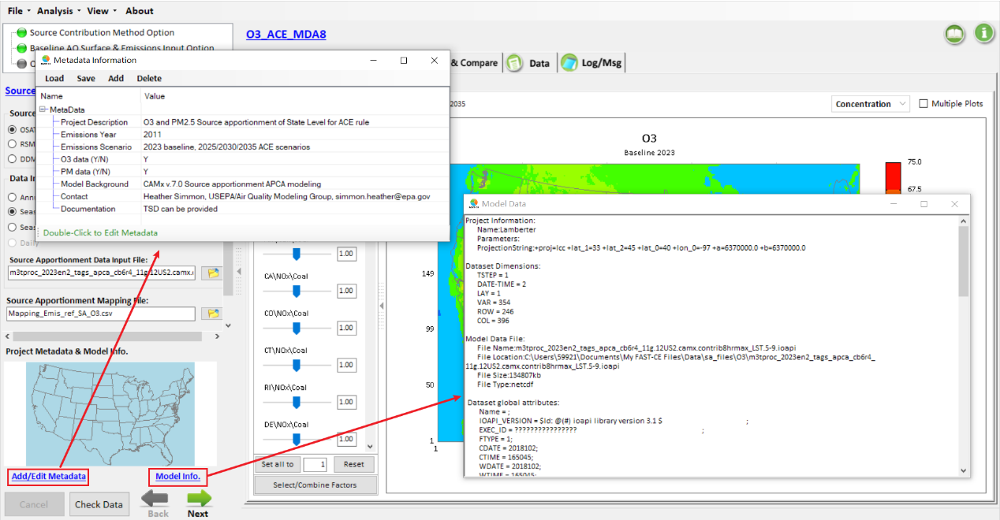 File Analysis View About
Source Contribution Method Option
Baseline AQ Surface & Emissions Input Option
O3_ACE_MDA8
& Compare Data Log/Msg
Metadata Information
Load Save Add Delete
Name Value
MetaData
Project Description O3 and PM2.5 Source apportionment of State Level for ACE rule
Emissions Year 2011
Emissions Scenario 2023 baseline, 2025/2030/2035 ACE scenarios
O3 data (Y/N) Y
PM data (Y/N) Y
Model Background CAMx v.7.0 Source apportionment APCA modeling
Contact Heather Simmon, USEPA/Air Quality Modeling Group, simmon.heather@epa.gov
Documentation TSD can be provided
Double-Click to Edit Metadata
Source
Source
OSAT
RSM
DDM
Data In
Annu
Seas
Seas
Daily
Source Apportionment Data Input File:
m3tproc_2023en2_tags_apca_cb6r4_11g.12US2.camx.c
Source Apportionment Mapping File:
Mapping_Emis_ref_SA_O3.csv
Project Metadata & Model Info.
Add/Edit Metadata Model Info.
Cancel Check Data Back Next
1.00
CA\NOx\Coal
1.00
CO\NOx\Coal
1.00
CT\NOx\Coal
1.00
RI\NOx\Coal
1.00
DE\NOx\Coal
1.00
Set all to 1 Reset
Select/Combine Factors
2035
Concentration Multiple Plots
O3
Baseline 2023
75.0
67.5
149
99
50
1
1
Model Data
Project Information:
Name:Lamberter
Parameters:
ProjectionString:+proj=lcc +lat_1=33 +lat_2=45 +lat_0=40 +lon_0=-97 +a=6370000.0 +b=6370000.0
Dataset Dimensions:
TSTEP = 1
DATE-TIME = 2
LAY = 1
VAR = 354
ROW = 246
COL = 396
Model Data File:
File Name:m3tproc_2023en2_tags_apca_cb6r4_11g.12US2.camx.contrib8hrmax_LST.5-9.ioapi
File Location:C:\Users\59921\Documents\My FAST-CE Files\Data\sa_files\O3\m3tproc_2023en2_tags_apca_cb6r4_
11g.12US2.camx.contrib8hrmax_LST.5-9.ioapi
File Size:134807kb
File Type:netcdf
Dataset global attributes:
Name = ;
IOAPI_VERSION = $Id: @(#) ioapi library version 3.1 $ ;
EXEC_ID = ???????????????? ;
FTYPE = 1;
CDATE = 2018102;
CTIME = 165045;
WDATE = 2018102;
WTIME = 165045;